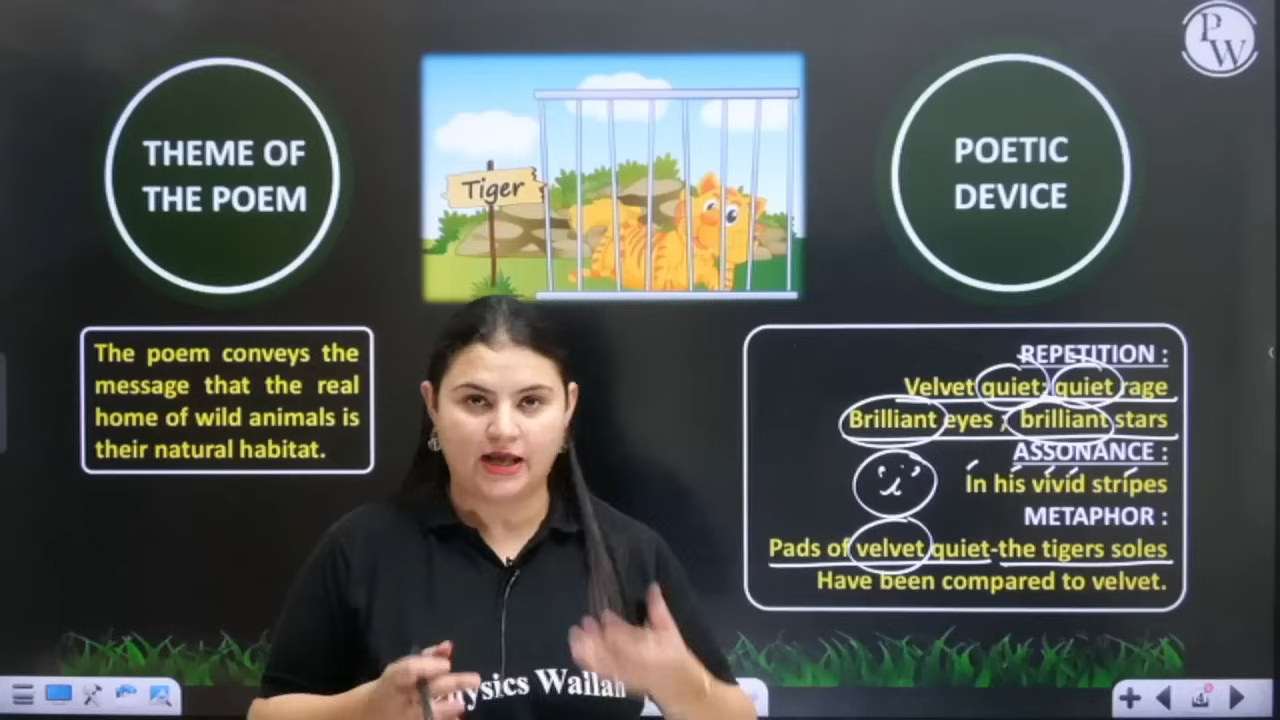 PW
THEME OF
THE POEM
Tiger
POETIC
DEVICE
The poem conveys the
message that the real
home of wild animals is
their natural habitat.
REPETITION :
Velvet quiet; quiet rage
Brilliant eyes ; brilliant stars
ASSONANCE :
In his vivid stripes
i
METAPHOR :
Pads of velvet quiet-the tigers soles
Have been compared to velvet.
Physics Wallah